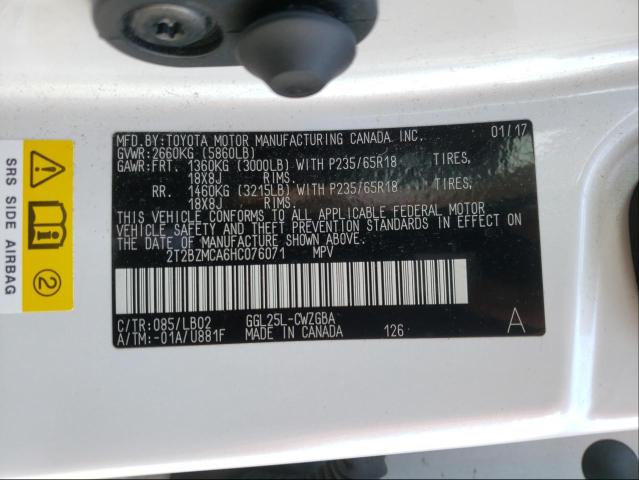 MFD.BY:TOYOTA MOTOR MANUFACTURING CANADA INC. 01/17
GVWR:2660KG (5860LB)
GAWR:FRT. 1360KG (3000LB) WITH P235/65R18 TIRES,
18X8J RIMS.
RR. 1460KG (3215LB) WITH P235/65R18 TIRES,
18X8J RIMS.
THIS VEHICLE CONFORMS TO ALL APPLICABLE FEDERAL MOTOR
VEHICLE SAFETY AND THEFT PREVENTION STANDARDS IN EFFECT ON
THE DATE OF MANUFACTURE SHOWN ABOVE.
2T2BZMCA6HC076071 MPV
C/TR:085/LB02 GGL25L-CWZGBA
A/TM:-01A/U881F MADE IN CANADA 126 A
SRS SIDE AIRBAG
2